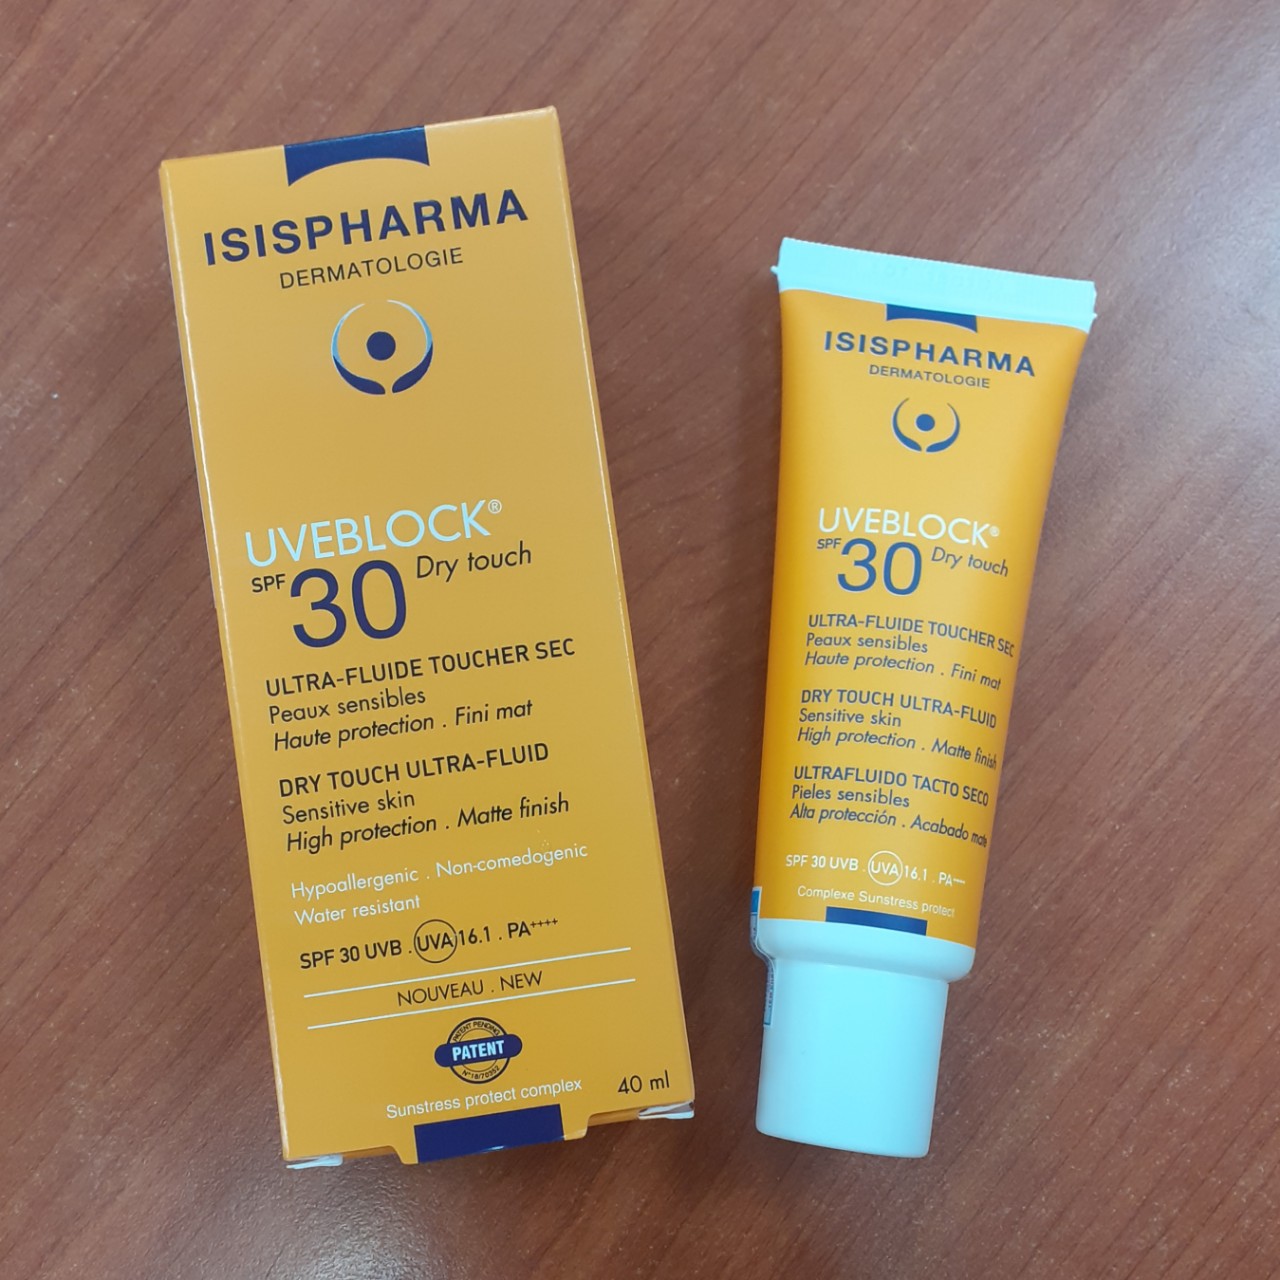 ISISPHARMA
DERMATOLOGIE
UVEBLOCK®
SPF 30 Dry touch
ULTRA-FLUIDE TOUCHER SEC
Peaux sensibles
Haute protection . Fini mat
DRY TOUCH ULTRA-FLUID
Sensitive skin
High protection . Matte finish
Hypoallergenic . Non-comedogenic
Water resistant
SPF 30 UVB . UVA 16.1 . PA++++
NOUVEAU . NEW
PATENT PENDING
PATENT
N°18/70352
Sunstress protect complex
40 ml
ISISPHARMA
DERMATOLOGIE
UVEBLOCK®
SPF 30 Dry touch
ULTRA-FLUIDE TOUCHER SEC
Peaux sensibles
Haute protection . Fini mat
DRY TOUCH ULTRA-FLUID
Sensitive skin
High protection . Matte finish
ULTRAFLUIDO TACTO SECO
Pieles sensibles
Alta protección . Acabado mate
SPF 30 UVB . UVA 16.1 . PA++++
Complexe Sunstress protect